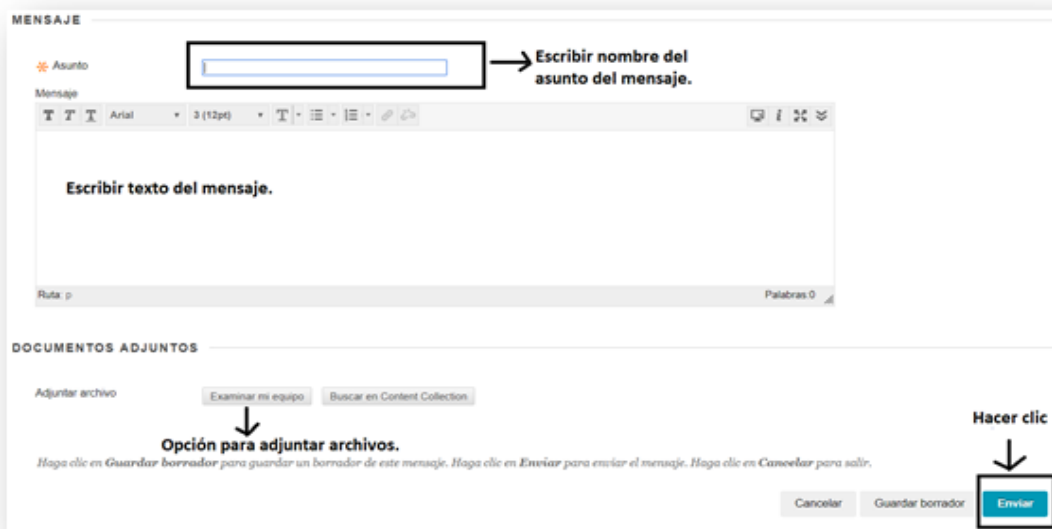 MENSAJE
Asunto
Escribir nombre del
asunto del mensaje.
Mensaje
T T T Arial 3 (12pt) T
Escribir texto del mensaje.
Ruta: p
Palabras:0
DOCUMENTOS ADJUNTOS
Adjuntar archivo
Examinar mi equipo
Buscar en Content Collection
Hacer clic
Opción para adjuntar archivos.
Haga clic en Guardar borrador para guardar un borrador de este mensaje. Haga clic en Enviar para enviar el mensaje. Haga clic en Cancelar para salir.
Cancelar
Guardar borrador
Enviar